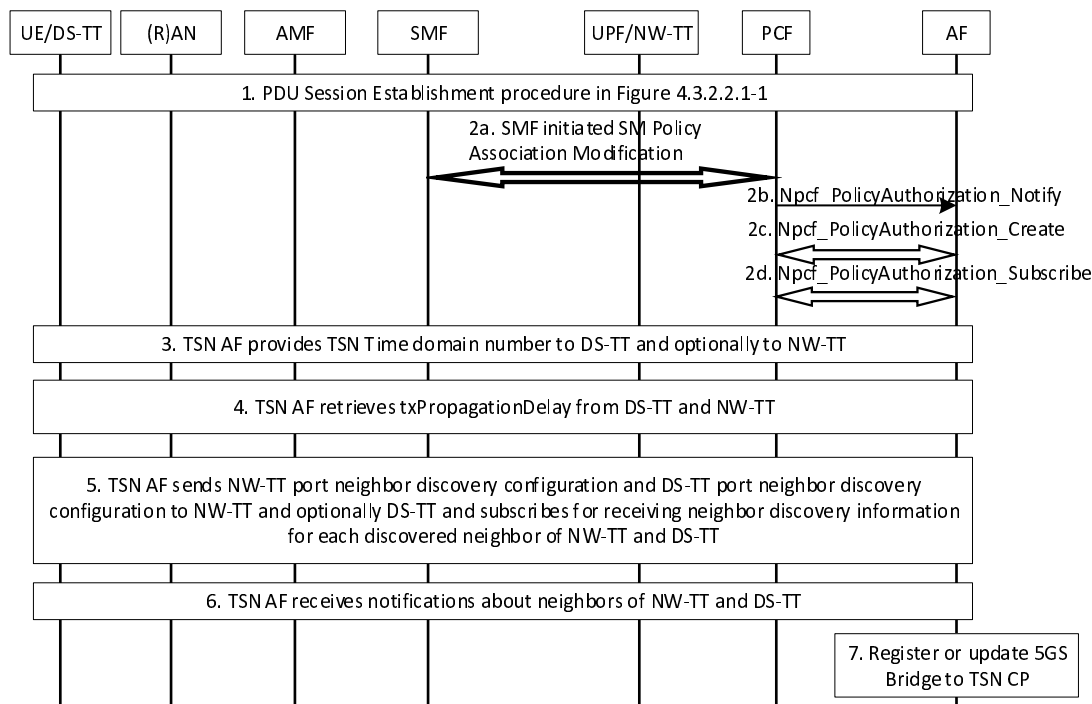 UE/DS-TT
(R)AN
AMF
SMF
UPF/NW-TT
PCF
AF
1. PDU Session Establishment procedure in Figure 4.3.2.2.1-1
2a. SMF initiated SM Policy
Association Modification
2b. Npcf_PolicyAuthorization_Notify
2c. Npcf_PolicyAuthorization_Create
2d. Npcf_PolicyAuthorization_Subscribe
3. TSN AF provides TSN Time domain number to DS-TT and optionally to NW-TT
4. TSN AF retrieves txPropagationDelay from DS-TT and NW-TT
5. TSN AF sends NW-TT port neighbor discovery configuration and DS-TT port neighbor discovery
configuration to NW-TT and optionally DS-TT and subscribes for receiving neighbor discovery information
for each discovered neighbor of NW-TT and DS-TT
6. TSN AF receives notifications about neighbors of NW-TT and DS-TT
7. Register or update 5GS
Bridge to TSN CP